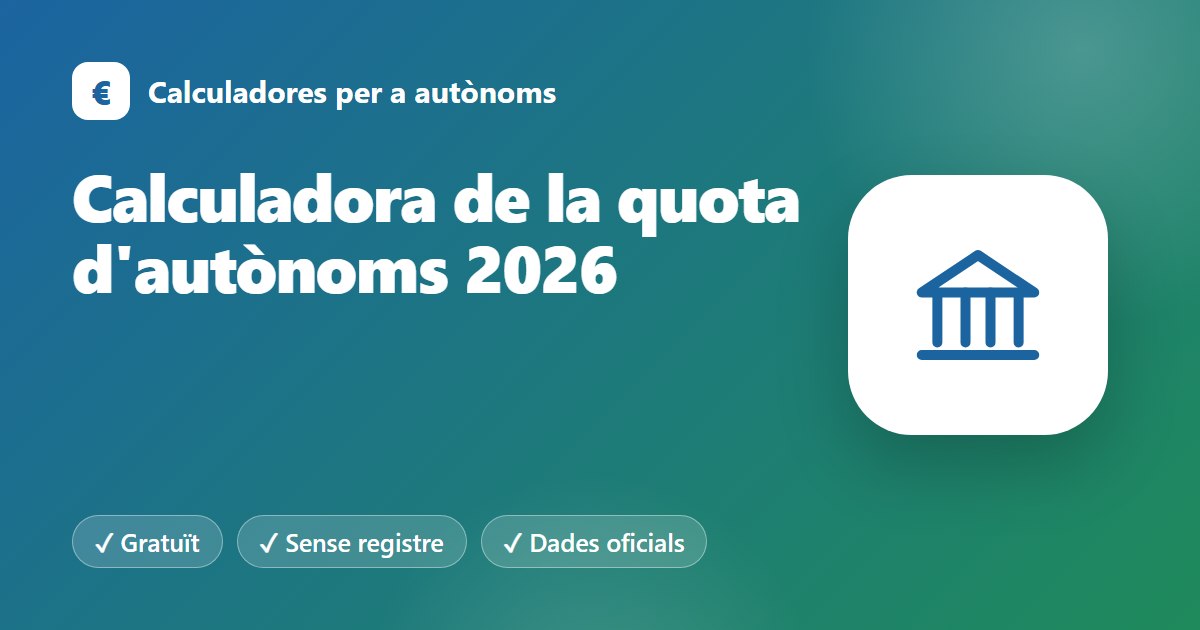 €
Calculadores per a autònoms
Calculadora de la quota
d'autònoms 2026
✓ Gratuït
✓ Sense registre
✓ Dades oficials